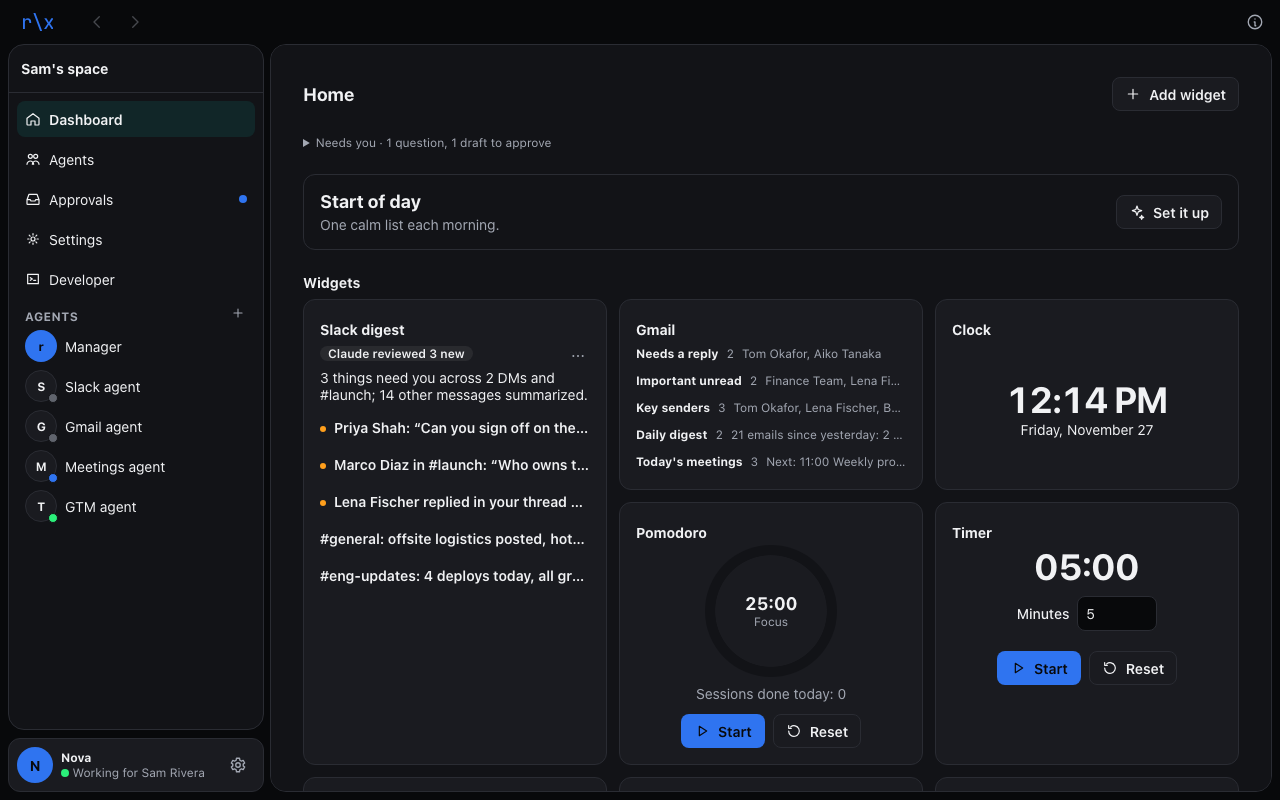 r\x
Sam's space
Dashboard
Agents
Approvals
Settings
Developer
AGENTS
r Manager
S Slack agent
G Gmail agent
M Meetings agent
T GTM agent
N Nova
Working for Sam Rivera
Home
Add widget
Needs you · 1 question, 1 draft to approve
Start of day
One calm list each morning.
Set it up
Widgets
Slack digest
Claude reviewed 3 new
3 things need you across 2 DMs and
#launch; 14 other messages summarized.
Priya Shah: “Can you sign off on the...
Marco Diaz in #launch: “Who owns t...
Lena Fischer replied in your thread ...
#general: offsite logistics posted, hot...
#eng-updates: 4 deploys today, all gr...
Gmail
Needs a reply 2 Tom Okafor, Aiko Tanaka
Important unread 2 Finance Team, Lena Fi...
Key senders 3 Tom Okafor, Lena Fischer, B...
Daily digest 2 21 emails since yesterday: 2 ...
Today's meetings 3 Next: 11:00 Weekly pro...
Clock
12:14 PM
Friday, November 27
Pomodoro
25:00
Focus
Sessions done today: 0
Start
Reset
Timer
05:00
Minutes 5
Start
Reset